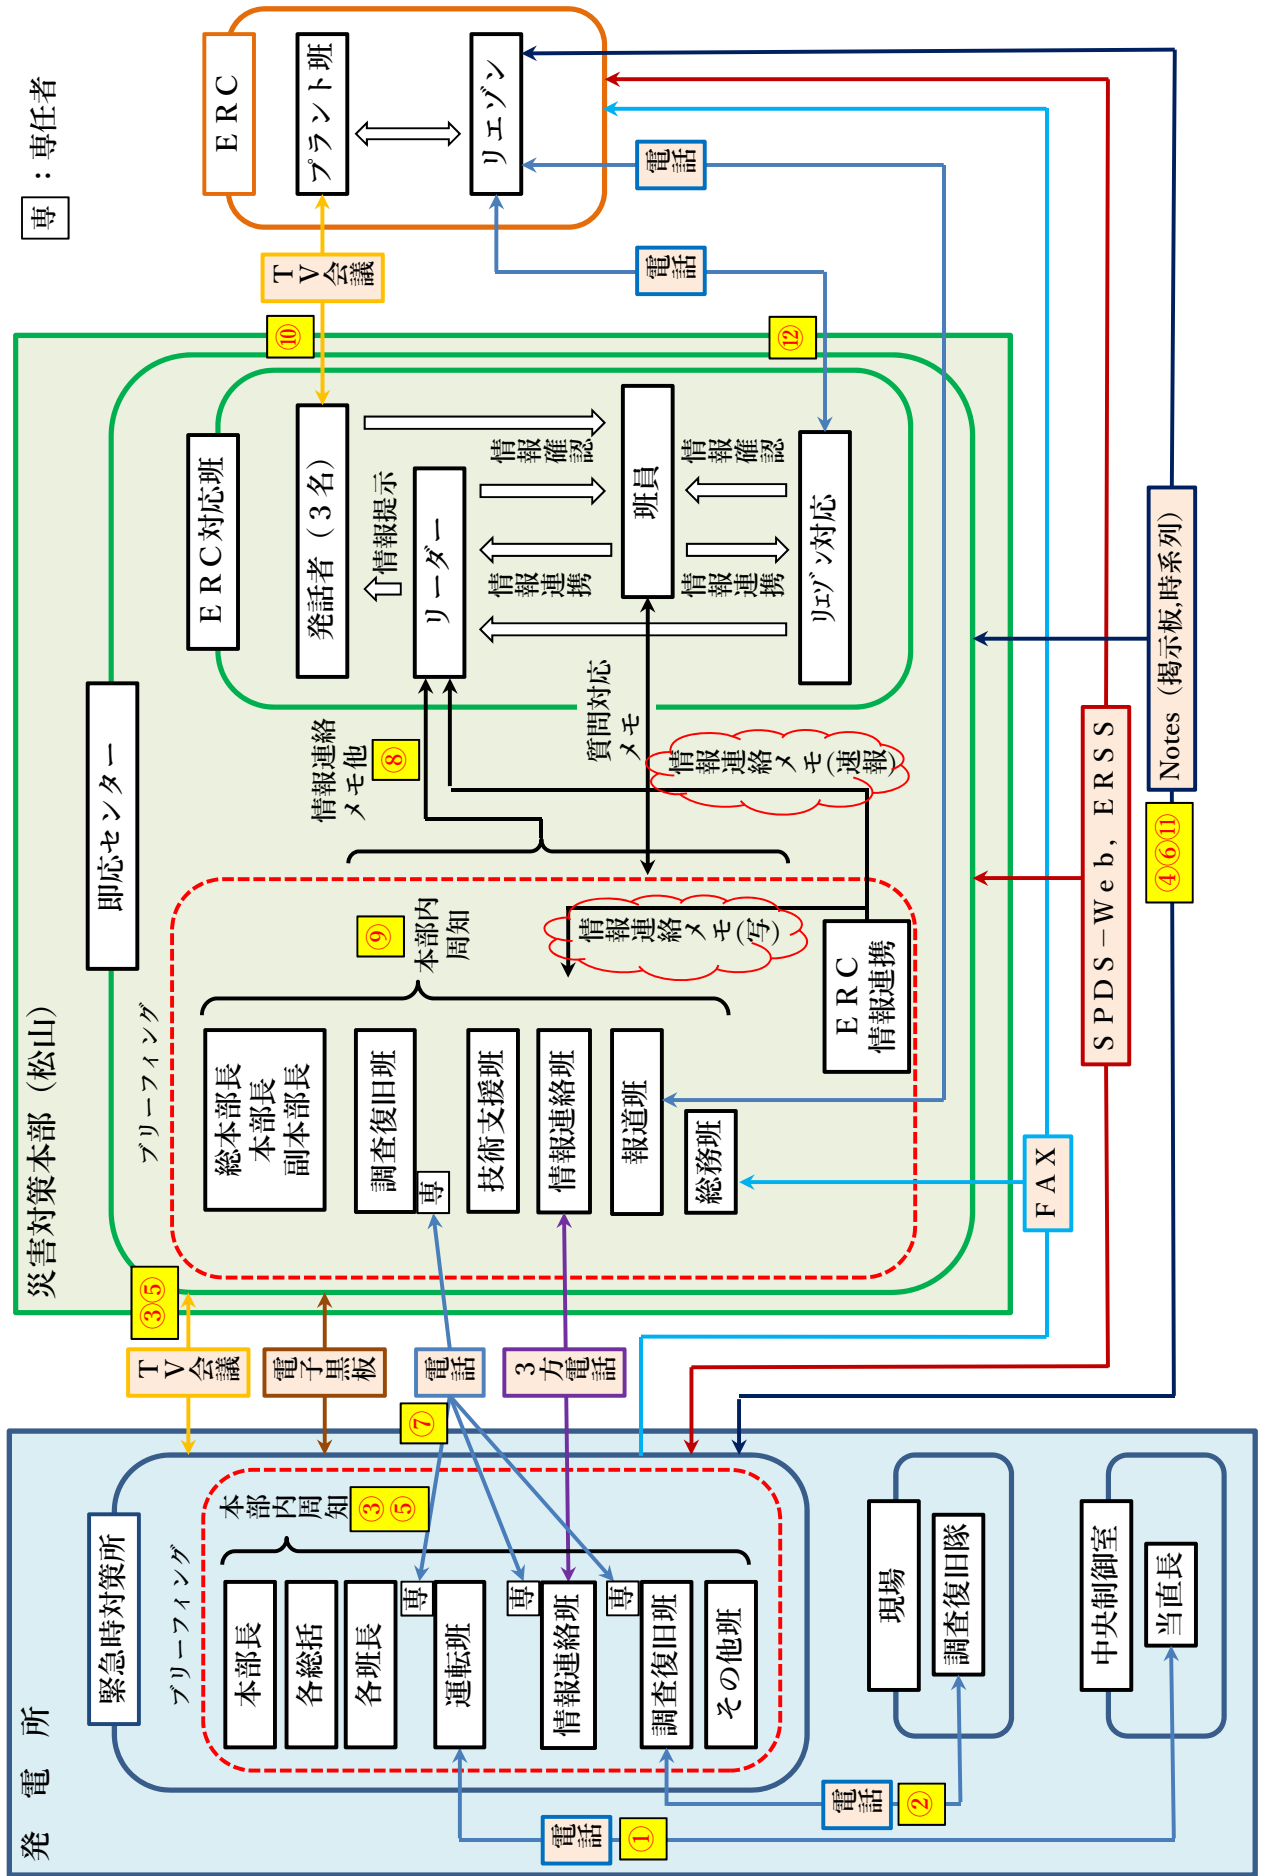 専：専任者
発電所
緊急時対策所
ブリーフィング
本部内周知
③
⑤
本部長
各総括
各班長
運転班
専
情報連絡班
専
調査復旧班
専
その他班
現場
調査復旧隊
中央制御室
当直長
電話
①
電話
②
③⑤
TV会議
電子黒板
電話
⑦
3方電話
災害対策本部（松山）
即応センター
ブリーフィング
⑨
本部内周知
総本部長
本部長
副本部長
調査復旧班
専
技術支援班
情報連絡班
報道班
総務班
ERC
情報連携
情報連絡メモ(写)
情報連絡メモ他
⑧
質問対応メモ
情報連絡メモ(速報)
ERC対応班
発話者（3名）
情報提示
リーダー
情報確認
情報連携
班員
情報確認
情報連携
リエゾン対応
⑩
⑫
TV会議
電話
電話
ERC
プラント班
リエゾン
FAX
SPDS−Web, ERSS
Notes（掲示板,時系列）
④⑥⑪